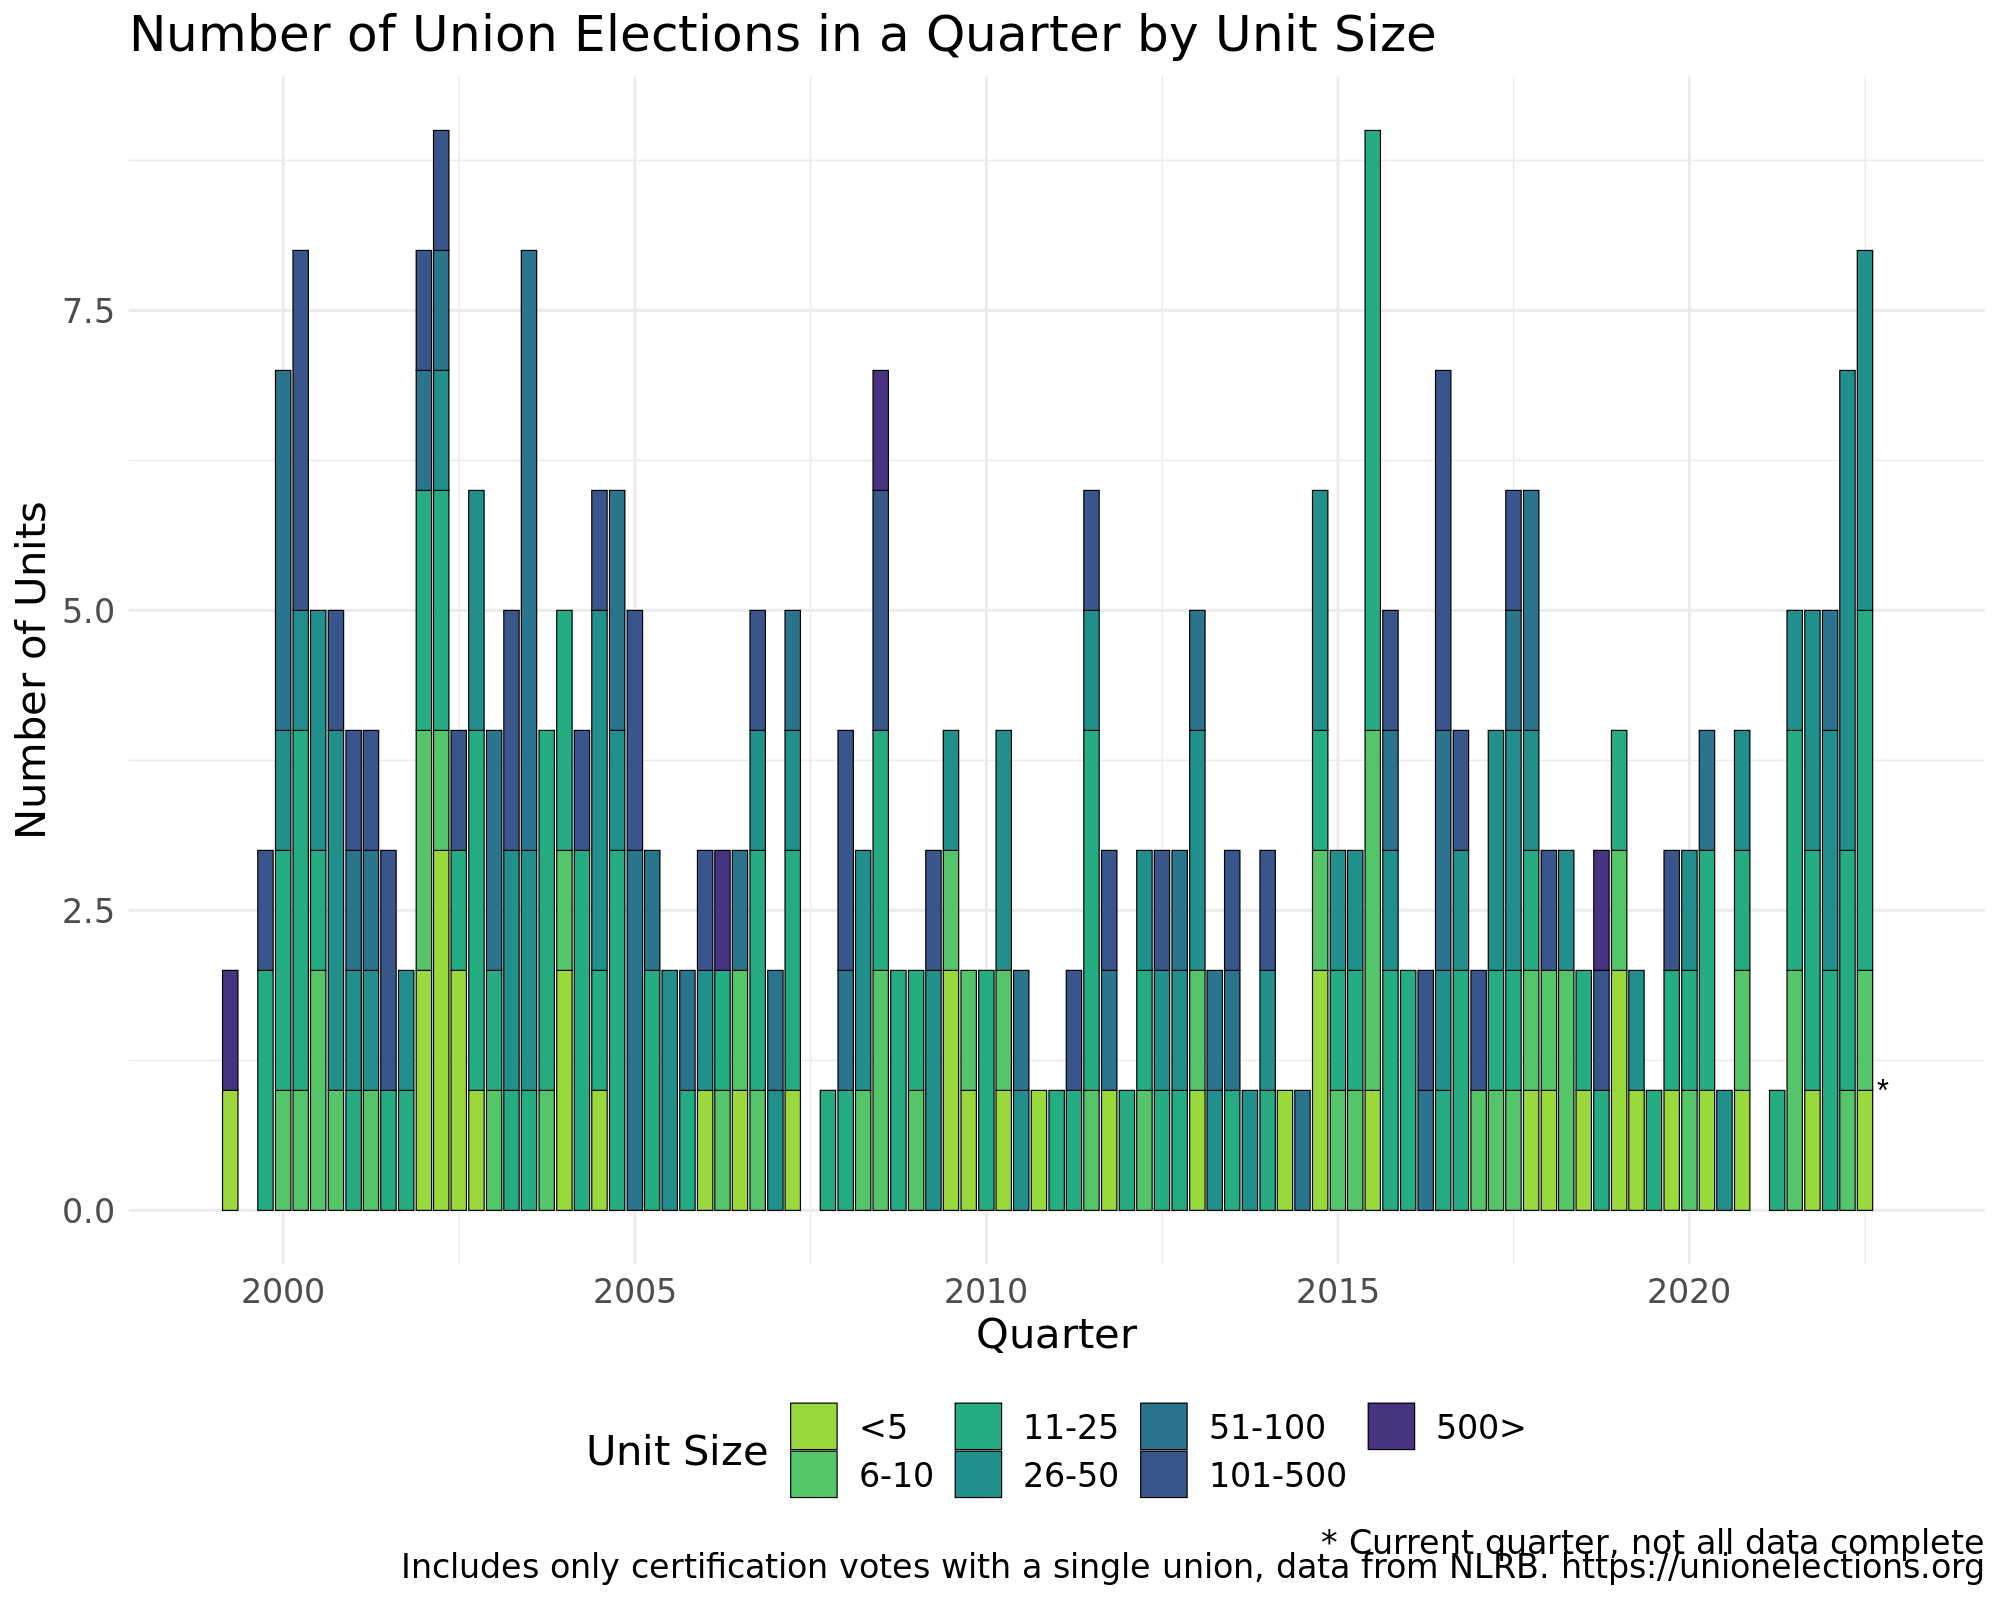 Number of Union Elections in a Quarter by Unit Size
Number of Units
7.5
5.0
2.5
0.0
*
2000 2005 2010 2015 2020
Quarter
Unit Size
<5 11-25 51-100 500>
6-10 26-50 101-500
* Current quarter, not all data complete
Includes only certification votes with a single union, data from NLRB. https://unionelections.org